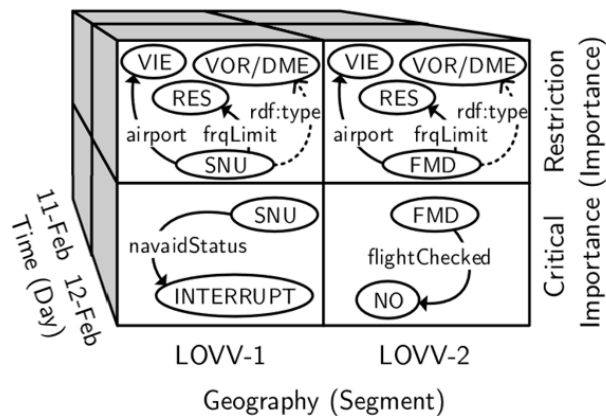 VIE VOR/DME
RES
airport frqLimit rdf:type
SNU
VIE VOR/DME
RES
airport frqLimit rdf:type
FMD
SNU
navaidStatus
INTERRUPT
FMD
flightChecked
NO
Restriction
Critical
Importance (Importance)
11-Feb
12-Feb
Time (Day)
LOVV-1 LOVV-2
Geography (Segment)